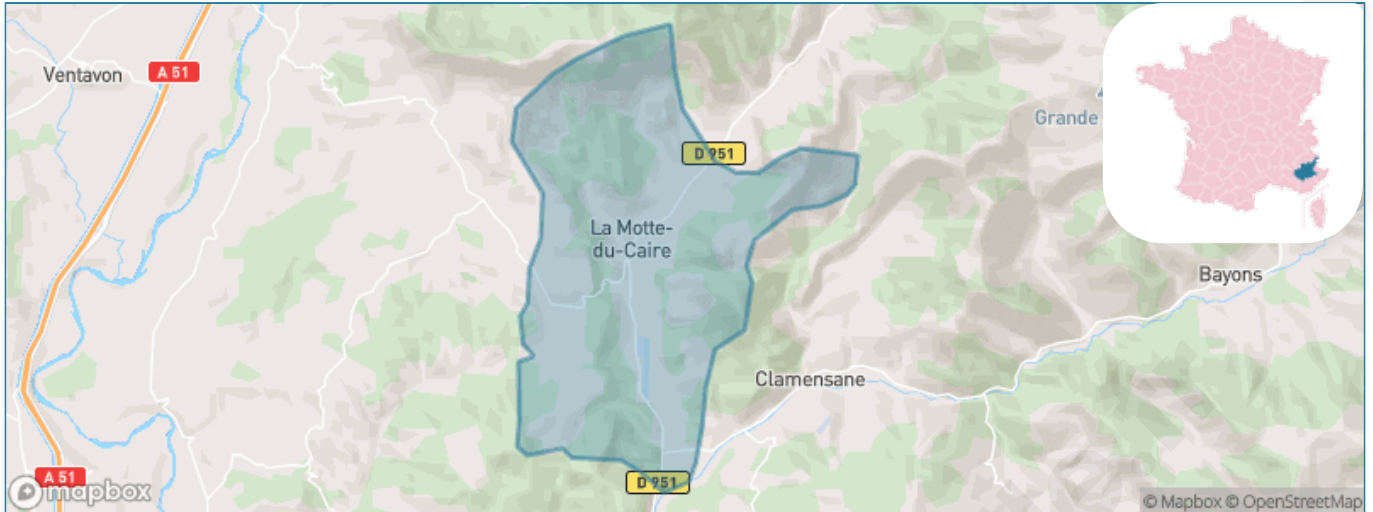 Ventavon
A 51
D 951
Grande
La Motte-
du-Caire
Bayons
Clamensane
A 51
D 951
mapbox
© Mapbox © OpenStreetMap